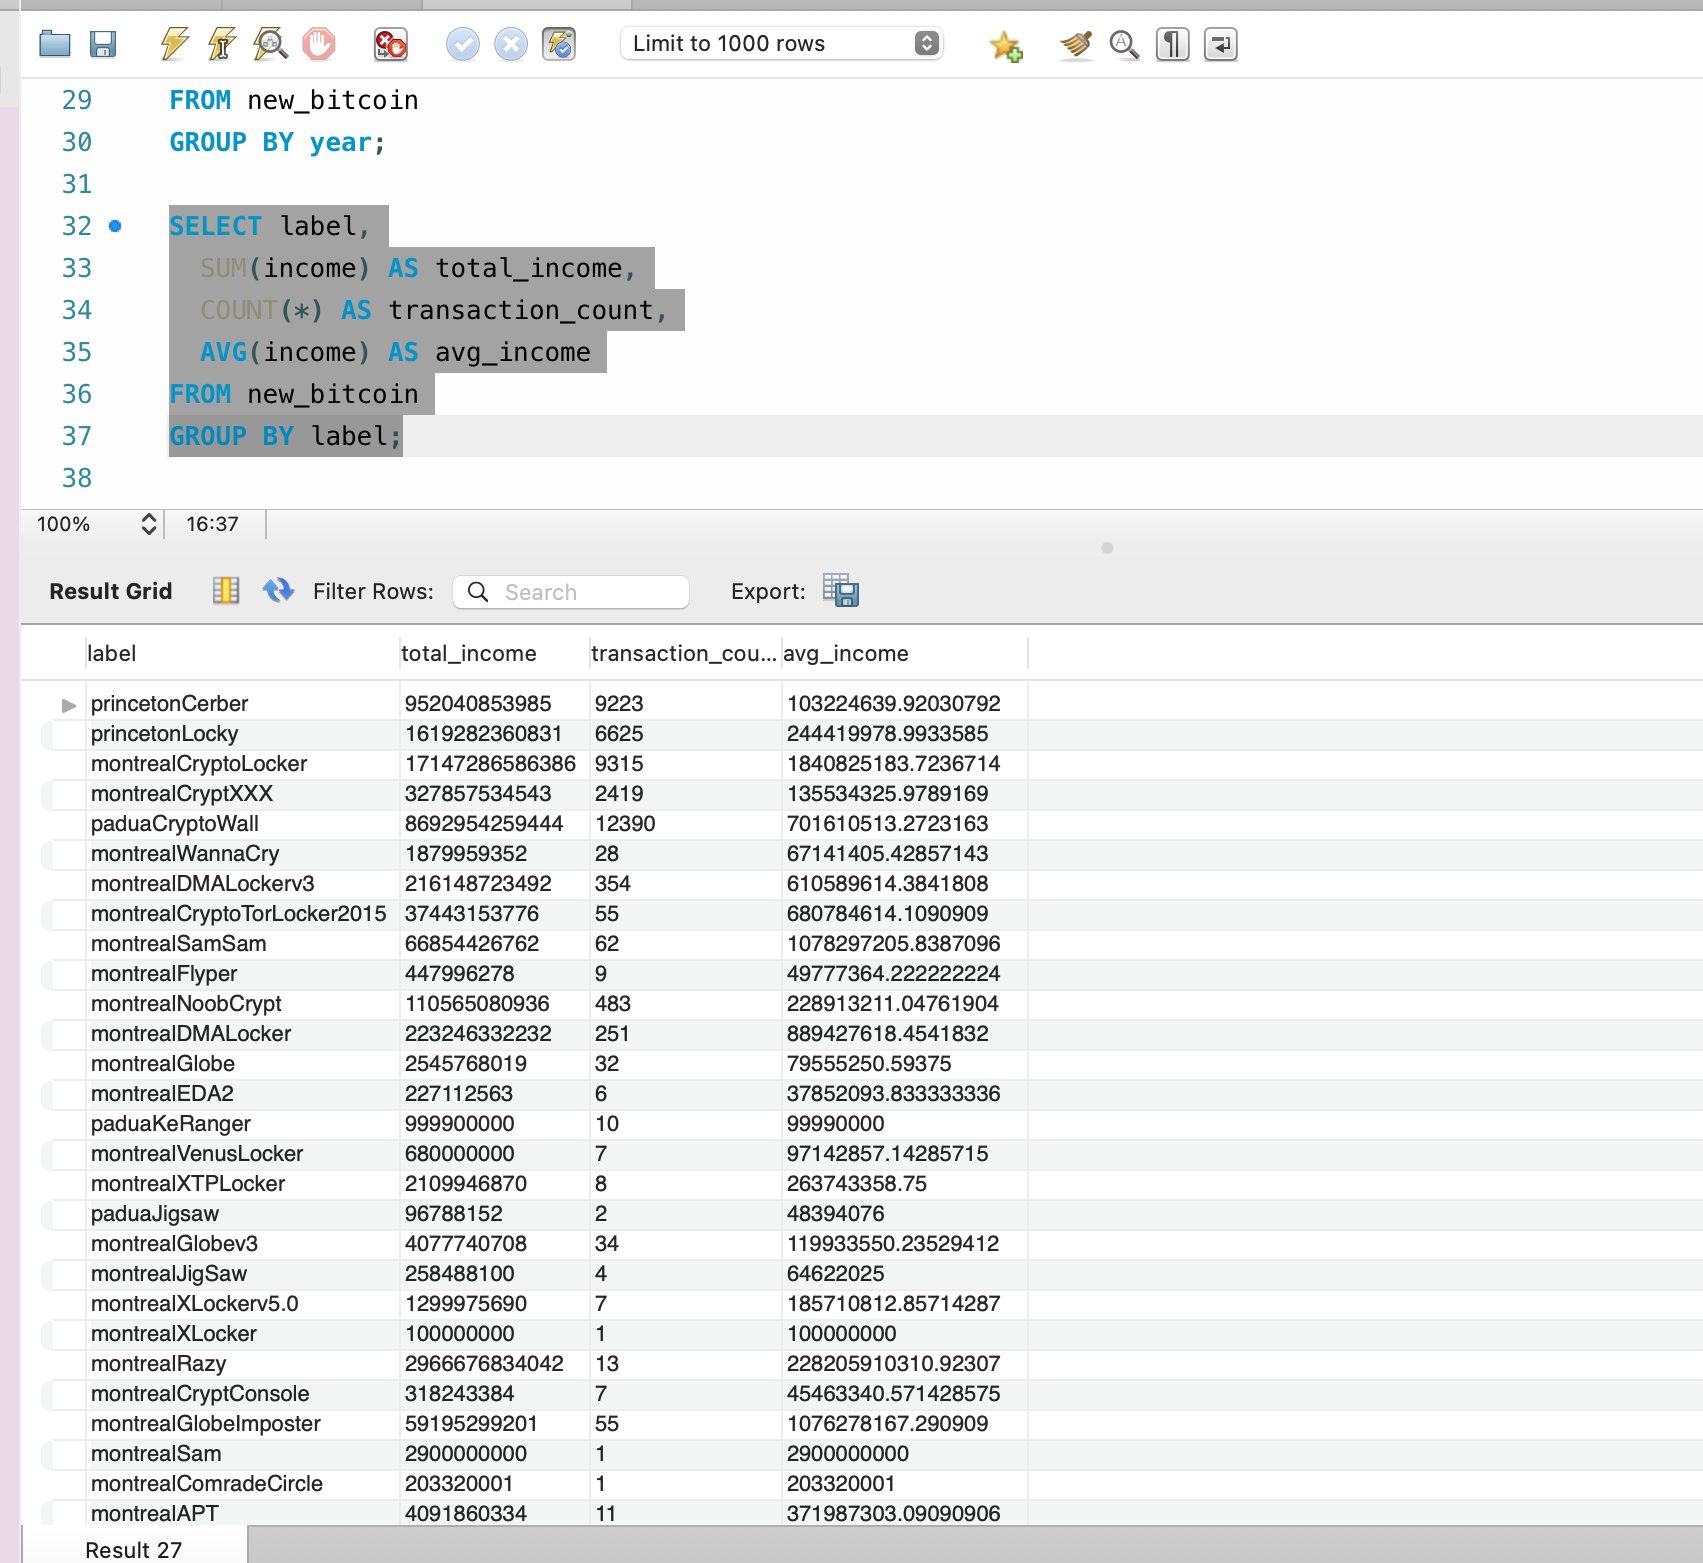 Limit to 1000 rows
29 FROM new_bitcoin
30 GROUP BY year;
31
32 SELECT label,
33 SUM(income) AS total_income,
34 COUNT(*) AS transaction_count,
35 AVG(income) AS avg_income
36 FROM new_bitcoin
37 GROUP BY label;
38
100% 16:37
Result Grid Filter Rows: Search Export:
label total_income transaction_cou... avg_income
princetonCerber 952040853985 9223 103224639.92030792
princetonLocky 1619282360831 6625 244419978.9933585
montrealCryptoLocker 17147286586386 9315 1840825183.7236714
montrealCryptXXX 327857534543 2419 135534325.9789169
paduaCryptoWall 8692954259444 12390 701610513.2723163
montrealWannaCry 1879959352 28 67141405.42857143
montrealDMALockerv3 216148723492 354 610589614.3841808
montrealCryptoTorLocker2015 37443153776 55 680784614.1090909
montrealSamSam 66854426762 62 1078297205.8387096
montrealFlyper 447996278 9 49777364.222222224
montrealNoobCrypt 110565080936 483 228913211.04761904
montrealDMALocker 223246332232 251 889427618.4541832
montrealGlobe 2545768019 32 79555250.59375
montrealEDA2 227112563 6 37852093.833333336
paduaKeRanger 999900000 10 99990000
montrealVenusLocker 680000000 7 97142857.14285715
montrealXTPLocker 2109946870 8 263743358.75
paduaJigsaw 96788152 2 48394076
montrealGlobev3 4077740708 34 119933550.23529412
montrealJigSaw 258488100 4 64622025
montrealXLockerv5.0 1299975690 7 185710812.85714287
montrealXLocker 100000000 1 100000000
montrealRazy 2966676834042 13 228205910310.92307
montrealCryptConsole 318243384 7 45463340.571428575
montrealGlobeImposter 59195299201 55 1076278167.290909
montrealSam 2900000000 1 2900000000
montrealComradeCircle 203320001 1 203320001
montrealAPT 4091860334 11 371987303.09090906
Result 27